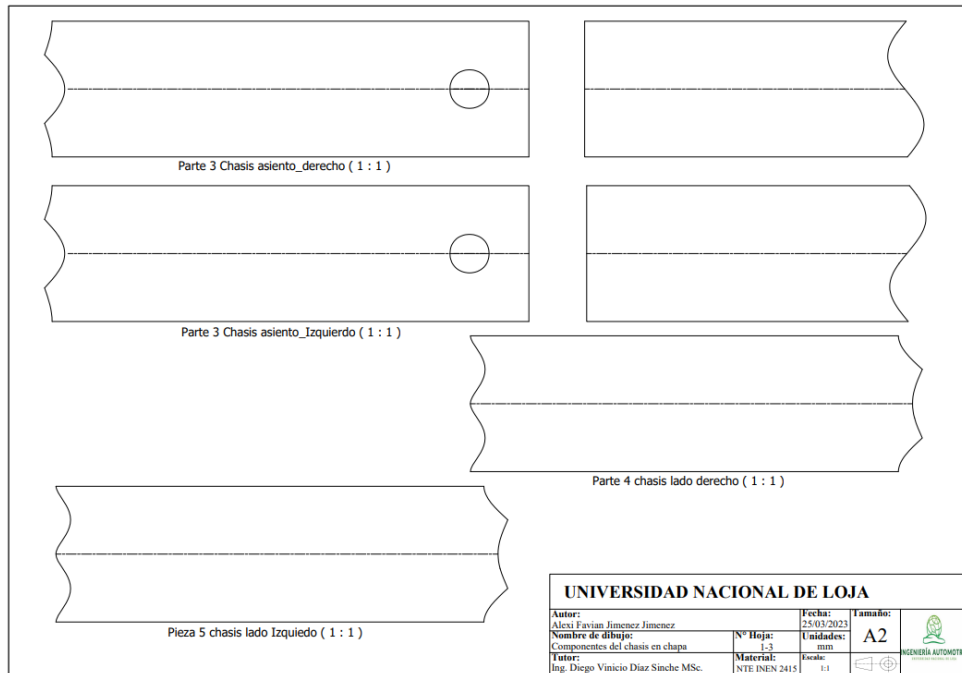 Parte 3 Chasis asiento_derecho ( 1 : 1 )
Parte 3 Chasis asiento_Izquierdo ( 1 : 1 )
Parte 4 chasis lado derecho ( 1 : 1 )
Pieza 5 chasis lado Izquiedo ( 1 : 1 )
UNIVERSIDAD NACIONAL DE LOJA
Autor:
Alexi Favian Jimenez Jimenez
Fecha:
25/03/2023
Tamaño:
A2
Nombre de dibujo:
Componentes del chasis en chapa
N° Hoja:
1-3
Unidades:
mm
Tutor:
Ing. Diego Vinicio Díaz Sinche MSc.
Material:
NTE INEN 2415
Escala:
1:1
INGENIERÍA AUTOMOTR